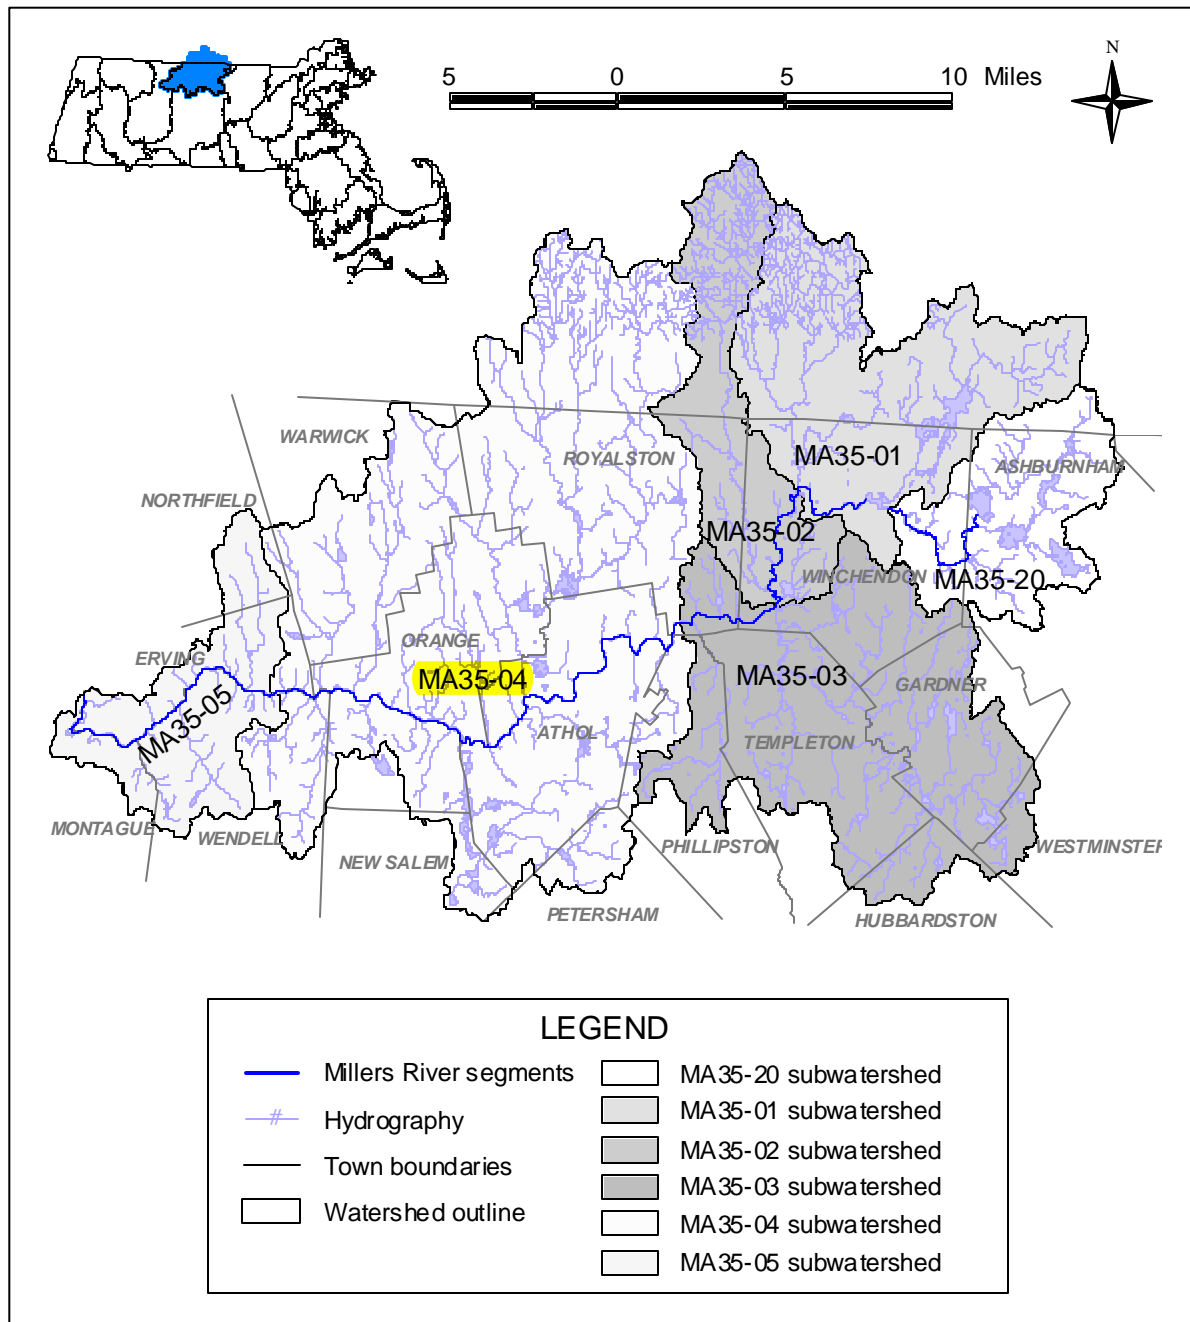 N
5 0 5 10 Miles
WARWICK
ROYALSTON
MA35-01
ASHBURNHAM
NORTHFIELD
MA35-02
WINCHENDON
MA35-20
ORANGE
ERVING
MA35-04
MA35-03
GARDNER
MA35-05
ATHOL
TEMPLETON
MONTAGUE
WENDELL
NEW SALEM
PHILLIPSTON
WESTMINSTER
PETERSHAM
HUBBARDSTON
LEGEND
Millers River segments
Hydrography
Town boundaries
Watershed outline
MA35-20 subwatershed
MA35-01 subwatershed
MA35-02 subwatershed
MA35-03 subwatershed
MA35-04 subwatershed
MA35-05 subwatershed